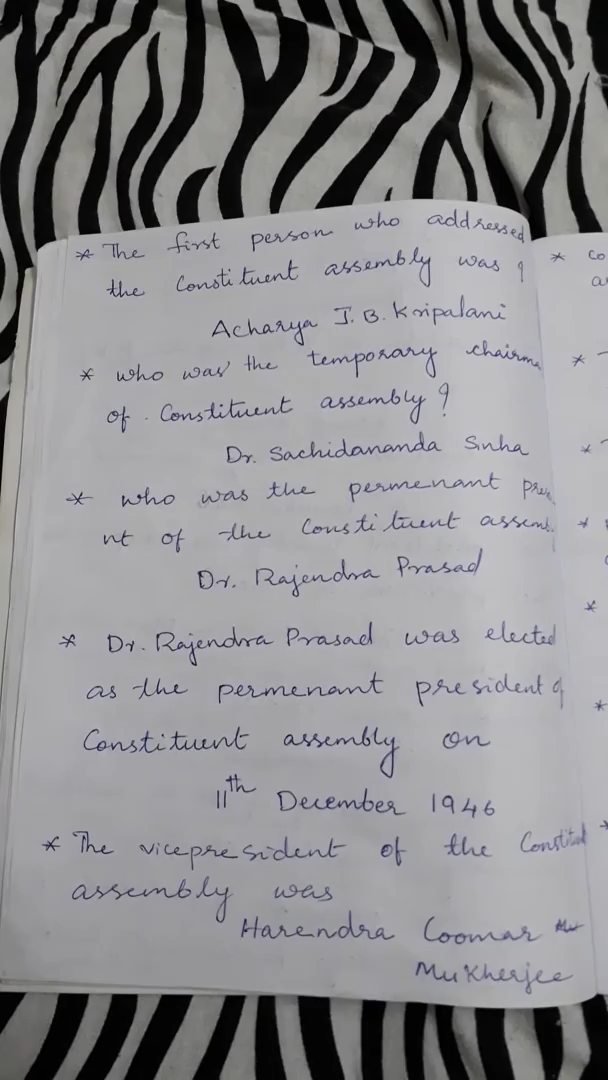 * The first person who addressed
the Constituent assembly was ?
Acharya J. B. Kripalani
* who was the temporary chairma
of . Constituent assembly ?
Dr. Sachidananda Sinha
* who was the permenant pres
nt of the Constituent assem
Dr. Rajendra Prasad
* Dr. Rajendra Prasad was elected
as the permenant president of
Constituent assembly on
11th December 1946
* The vicepresident of the Constitu
assembly was
Harendra Coomar
Mukherjee
* co
*
*
*
*
*
*